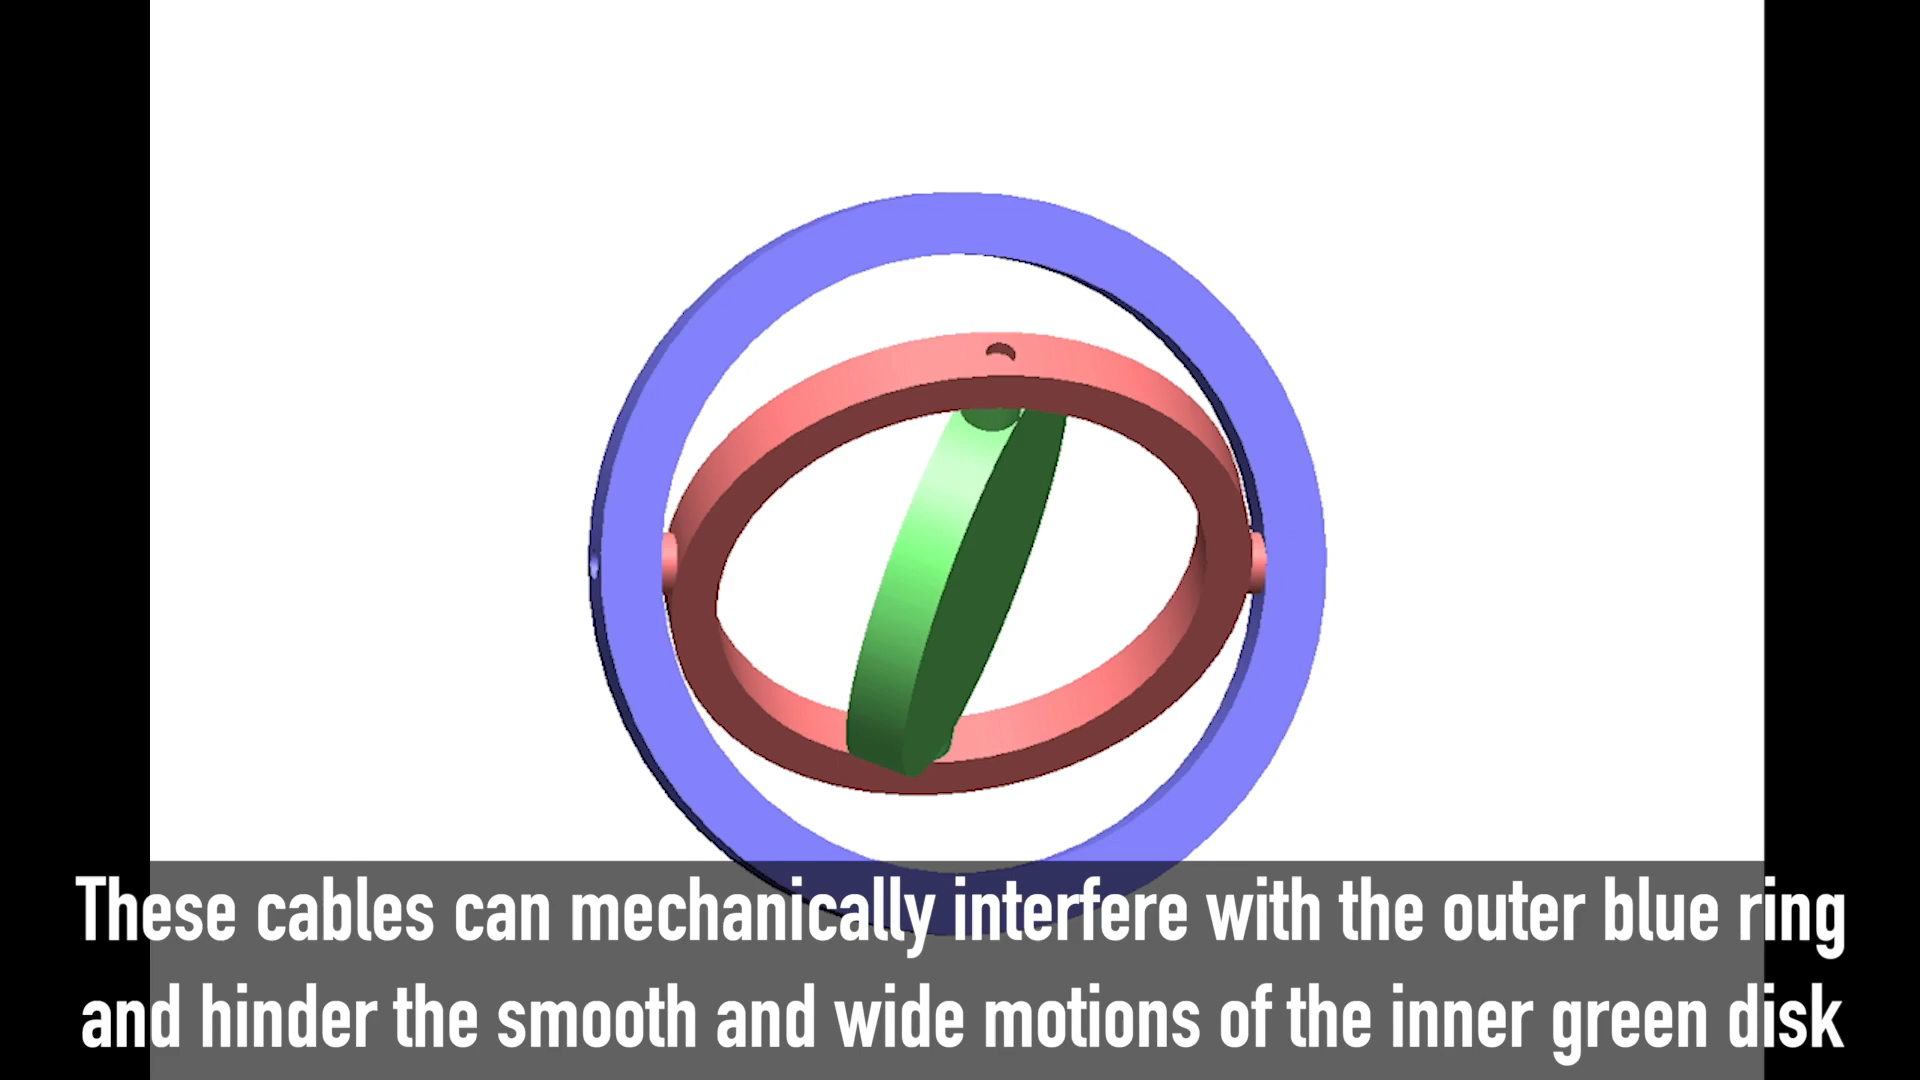 These cables can mechanically interfere with the outer blue ring
and hinder the smooth and wide motions of the inner green disk